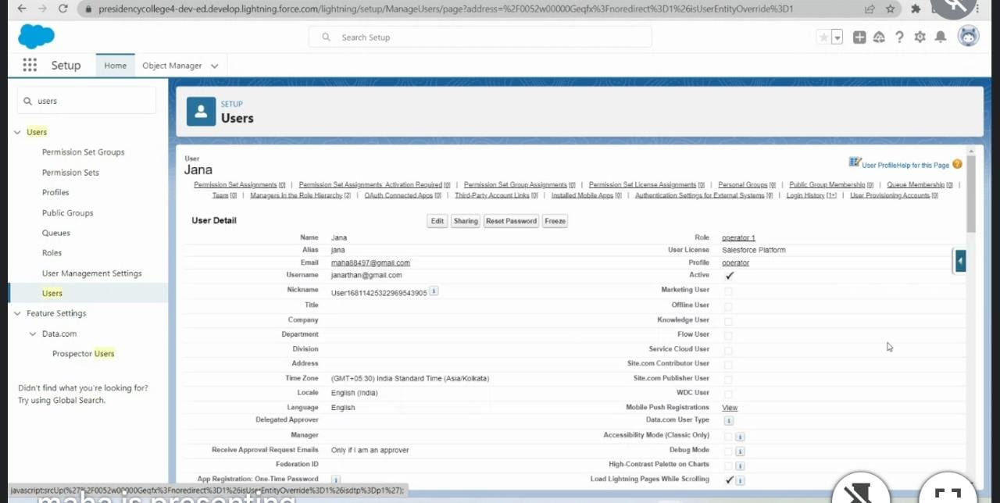 presidencycollege4-dev-ed.develop.lightning.force.com/lightning/setup/ManageUsers/page?address=%2F0052w00000Geqfx%3Fnoredirect%3D1%26isUserEntityOverride%3D1
Search Setup
Setup Home Object Manager
users
SETUP
Users
Users
Permission Set Groups
Permission Sets
Profiles
Public Groups
Queues
Roles
User Management Settings
Users
Feature Settings
Data.com
Prospector Users
Didn't find what you're looking for?
Try using Global Search.
User
Jana
User ProfileHelp for this Page
Permission Set Assignments [0] | Permission Set Assignments: Activation Required [0] | Permission Set Group Assignments [0] | Permission Set License Assignments [0] | Personal Groups [0] | Public Group Membership [0] | Queue Membership [0] |
Team [0] | Managers in the Role Hierarchy [2] | OAuth Connected Apps [0] | Third-Party Account Links [0] | Installed Mobile Apps [0] | Authentication Settings for External Systems [0] | Login History [1+] | User Provisioning Accounts [0]
User Detail Edit Sharing Reset Password Freeze
Name Jana Role operator 1
Alias jana User License Salesforce Platform
Email maha88497@gmail.com Profile operator
Username janarthan@gmail.com Active
Nickname User16811425322969543905 Marketing User
Title Offline User
Company Knowledge User
Department Flow User
Division Service Cloud User
Address Site.com Contributor User
Time Zone (GMT+05:30) India Standard Time (Asia/Kolkata) Site.com Publisher User
Locale English (India) WDC User
Language English Mobile Push Registrations View
Delegated Approver Data.com User Type
Manager Accessibility Mode (Classic Only)
Receive Approval Request Emails Only if I am an approver Debug Mode
Federation ID High-Contrast Palette on Charts
App Registration: One-Time Password Load Lightning Pages While Scrolling
javascript:srcUp(%27%2F0052w00000Geqfx%3Fnoredirect%3D1%26isUserEntityOverride%3D1%26isdtp%3Dp1%27);
maha is presenting